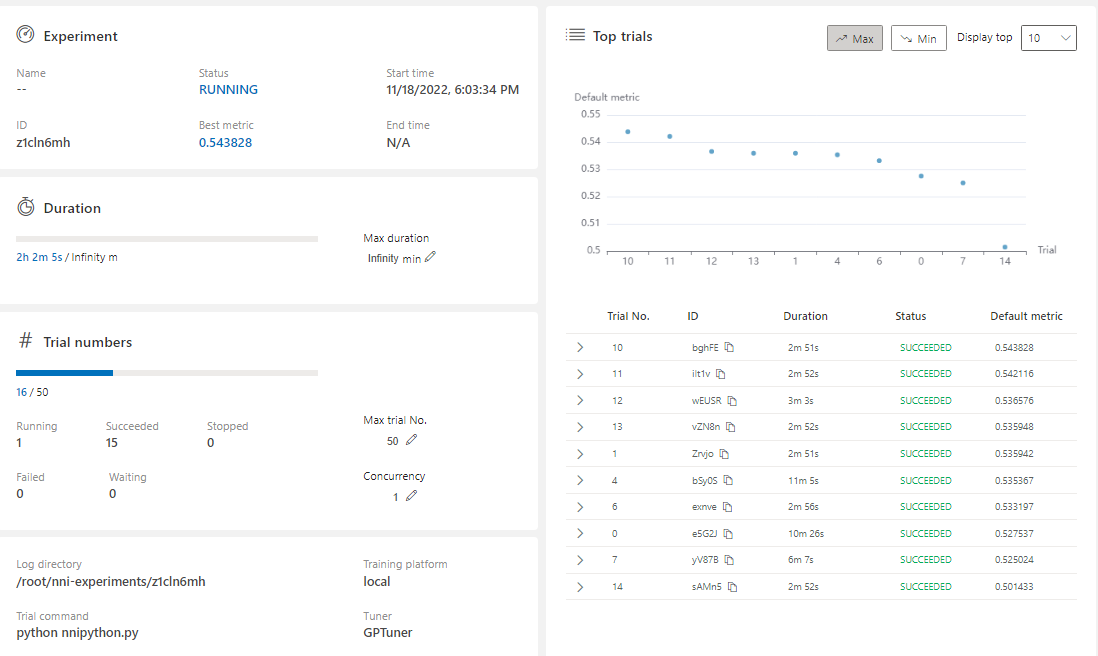 Experiment
Name
--
Status
RUNNING
Start time
11/18/2022, 6:03:34 PM
ID
z1cln6mh
Best metric
0.543828
End time
N/A
Duration
2h 2m 5s / Infinity m
Max duration
Infinity min
# Trial numbers
16 / 50
Running
1
Succeeded
15
Stopped
0
Failed
0
Waiting
0
Max trial No.
50
Concurrency
1
Log directory
/root/nni-experiments/z1cln6mh
Training platform
local
Trial command
python nnipython.py
Tuner
GPTuner
Top trials
Max
Min
Display top
10
Default metric
0.55
0.54
0.53
0.52
0.51
0.5
10 11 12 13 1 4 6 0 7 14
Trial
Trial No. ID Duration Status Default metric
10 bghFE 2m 51s SUCCEEDED 0.543828
11 iIt1v 2m 52s SUCCEEDED 0.542116
12 wEUSR 3m 3s SUCCEEDED 0.536576
13 vZN8n 2m 52s SUCCEEDED 0.535948
1 Zrvjo 2m 51s SUCCEEDED 0.535942
4 bSy0S 11m 5s SUCCEEDED 0.535367
6 exnve 2m 56s SUCCEEDED 0.533197
0 e5G2J 10m 26s SUCCEEDED 0.527537
7 yV87B 6m 7s SUCCEEDED 0.525024
14 sAMn5 2m 52s SUCCEEDED 0.501433